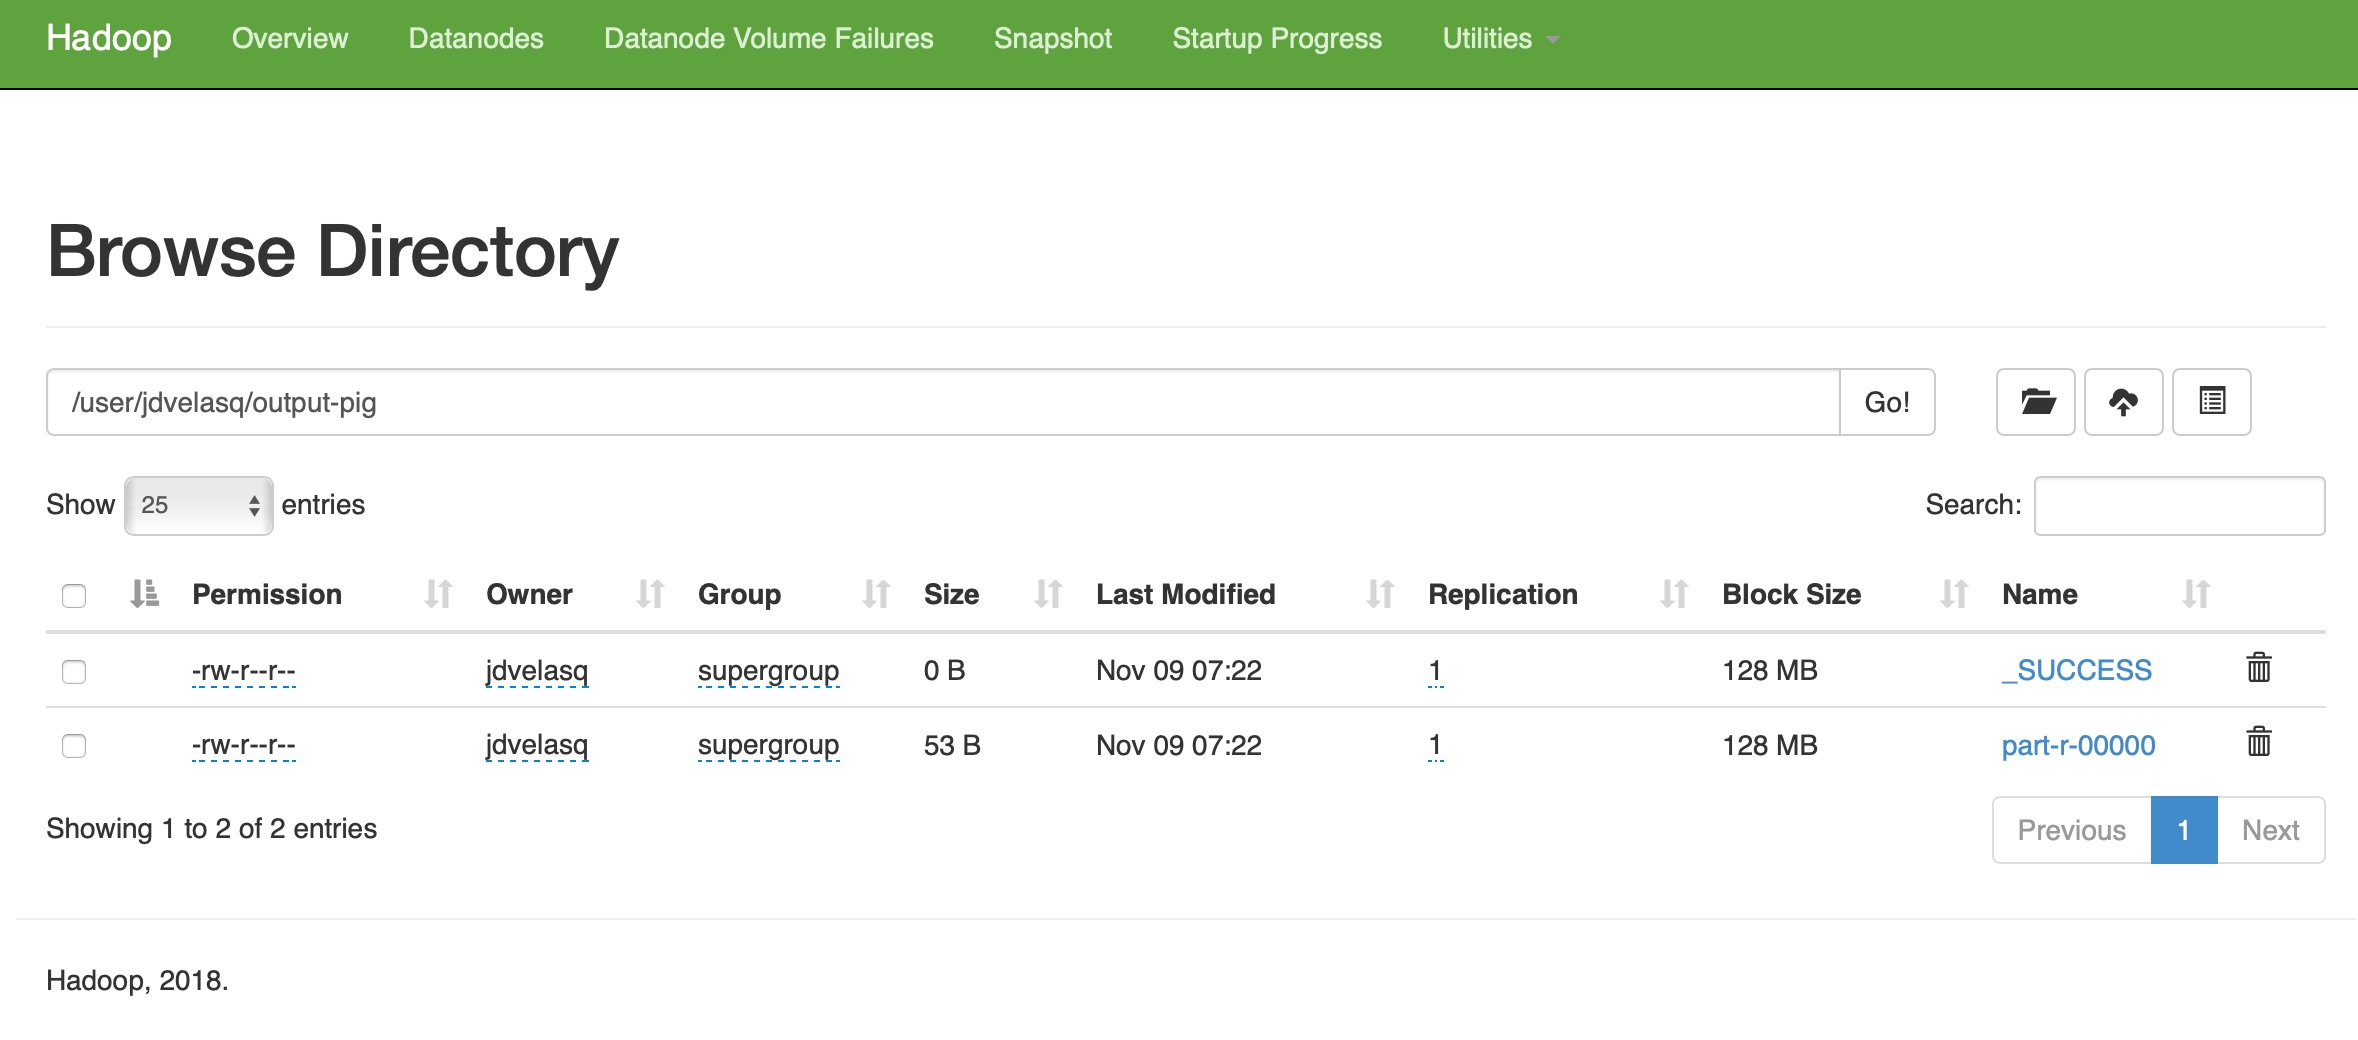 Hadoop Overview Datanodes Datanode Volume Failures Snapshot Startup Progress Utilities
Browse Directory
/user/jdvelasq/output-pig Go!
Show 25 entries Search:
Permission Owner Group Size Last Modified Replication Block Size Name
-rw-r--r-- jdvelasq supergroup 0 B Nov 09 07:22 1 128 MB _SUCCESS
-rw-r--r-- jdvelasq supergroup 53 B Nov 09 07:22 1 128 MB part-r-00000
Showing 1 to 2 of 2 entries Previous 1 Next
Hadoop, 2018.